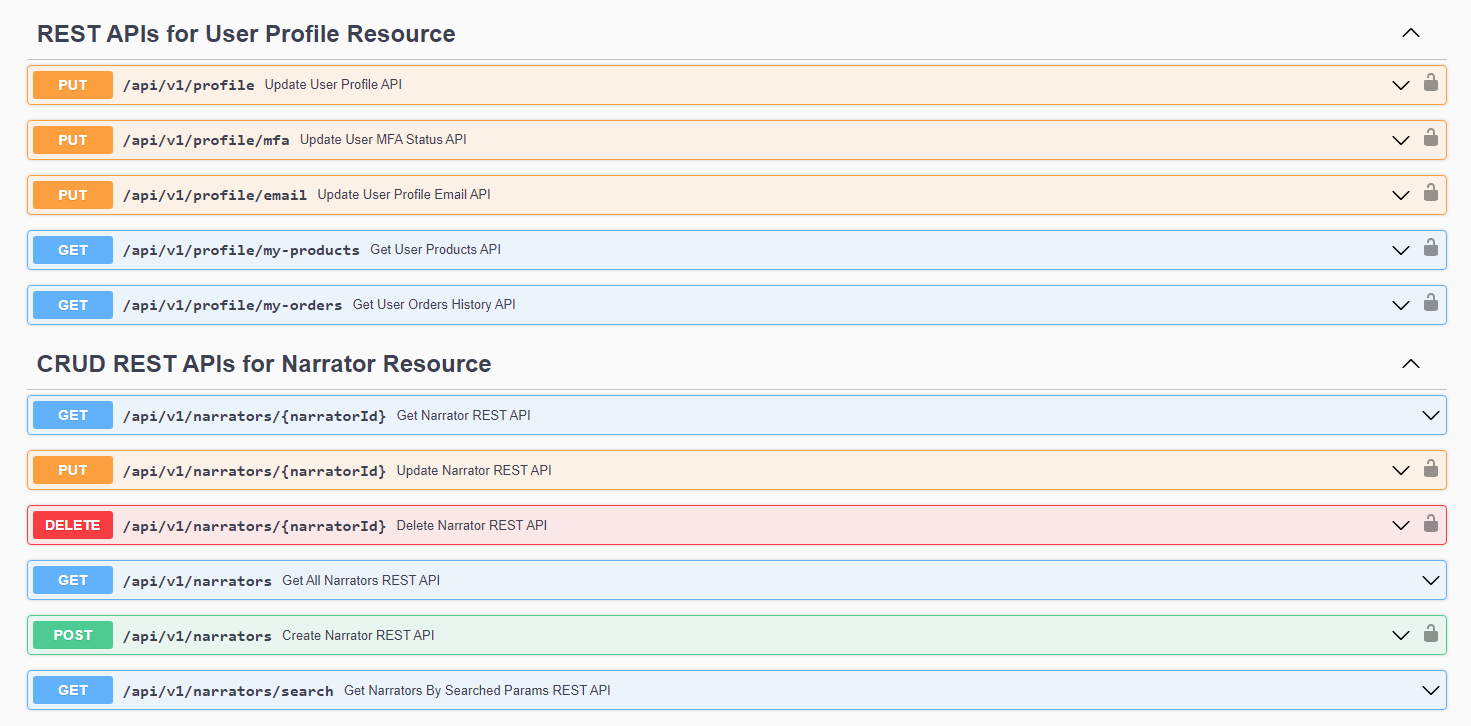 REST APIs for User Profile Resource
PUT /api/v1/profile Update User Profile API
PUT /api/v1/profile/mfa Update User MFA Status API
PUT /api/v1/profile/email Update User Profile Email API
GET /api/v1/profile/my-products Get User Products API
GET /api/v1/profile/my-orders Get User Orders History API
CRUD REST APIs for Narrator Resource
GET /api/v1/narrators/{narratorId} Get Narrator REST API
PUT /api/v1/narrators/{narratorId} Update Narrator REST API
DELETE /api/v1/narrators/{narratorId} Delete Narrator REST API
GET /api/v1/narrators Get All Narrators REST API
POST /api/v1/narrators Create Narrator REST API
GET /api/v1/narrators/search Get Narrators By Searched Params REST API